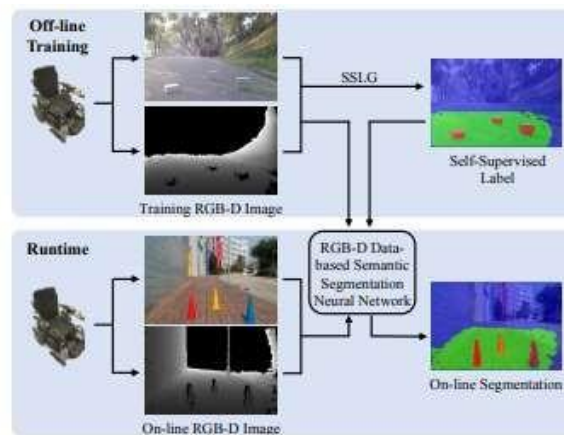 Off-line
Training
SSLG
Self-Supervised
Label
Training RGB-D Image
Runtime
RGB-D Data-
based Semantic
Segmentation
Neural Network
On-line Segmentation
On-line RGB-D Image